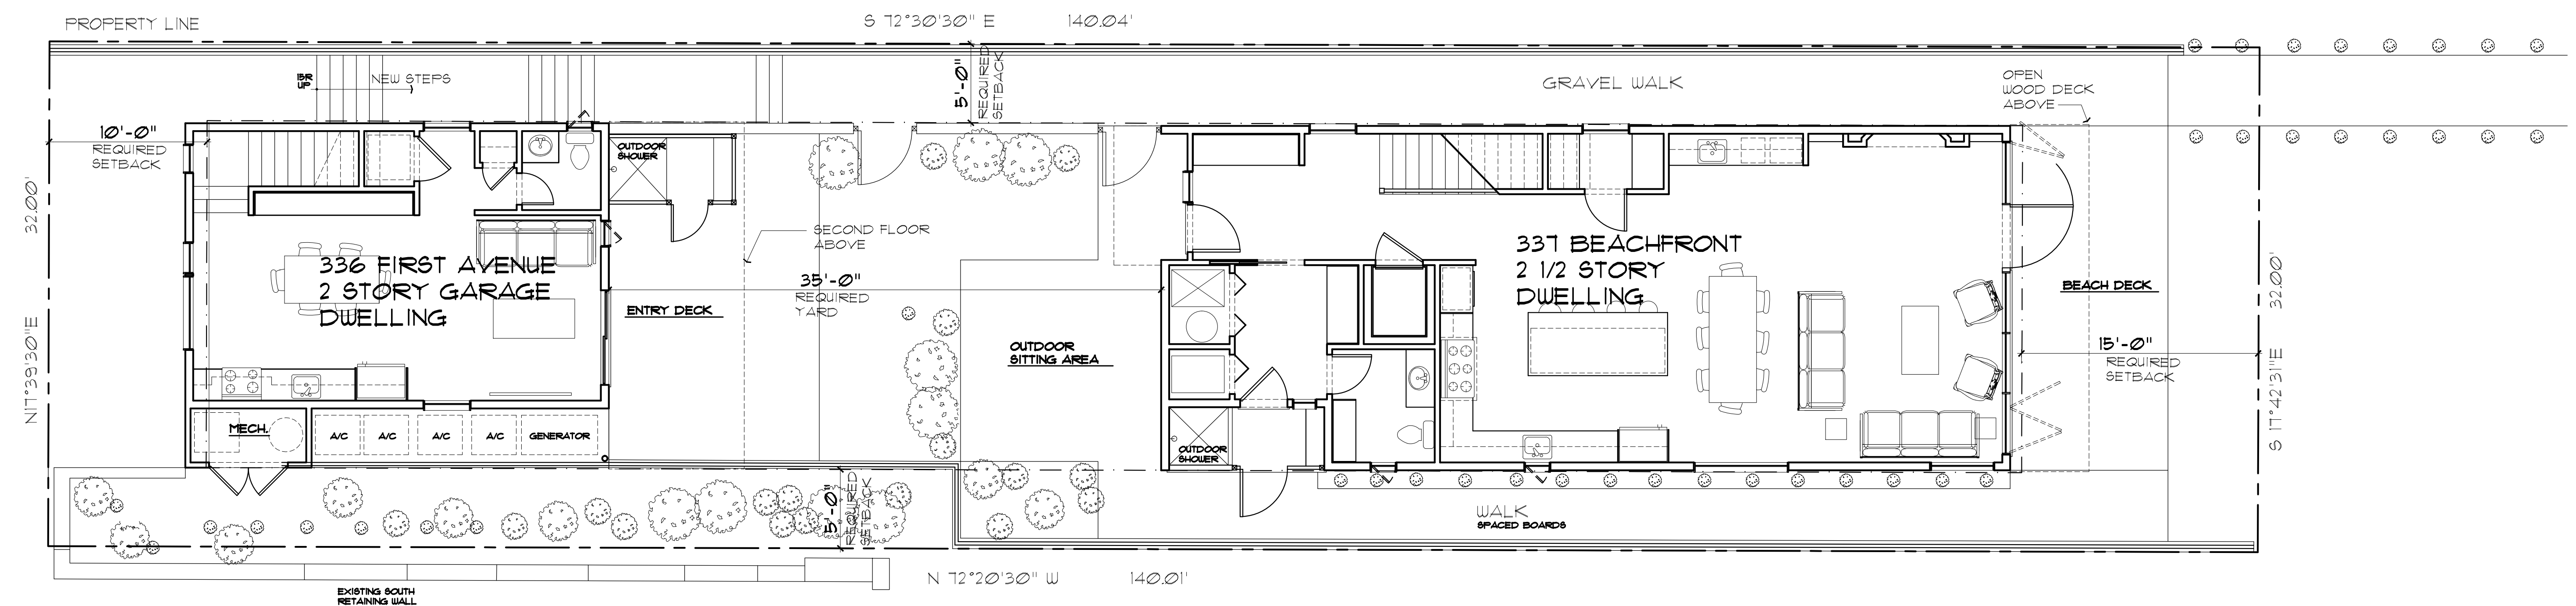 PROPERTY LINE
S 72°30'30" E 140.04'
18R
UP
NEW STEPS
5'-0"
REQUIRED
SETBACK
GRAVEL WALK
OPEN
WOOD DECK
ABOVE
10'-0"
REQUIRED
SETBACK
OUTDOOR
SHOWER
32.00'
N17°39'30"E
SECOND FLOOR
ABOVE
336 FIRST AVENUE
2 STORY GARAGE
DWELLING
35'-0"
REQUIRED
YARD
ENTRY DECK
337 BEACHFRONT
2 1/2 STORY
DWELLING
BEACH DECK
32.00'
S 17°42'31"E
OUTDOOR
SITTING AREA
15'-0"
REQUIRED
SETBACK
MECH.
A/C
A/C
A/C
A/C
GENERATOR
OUTDOOR
SHOWER
5'-0"
REQUIRED
SETBACK
WALK
SPACED BOARDS
N 72°20'30" W 140.01'
EXISTING SOUTH
RETAINING WALL